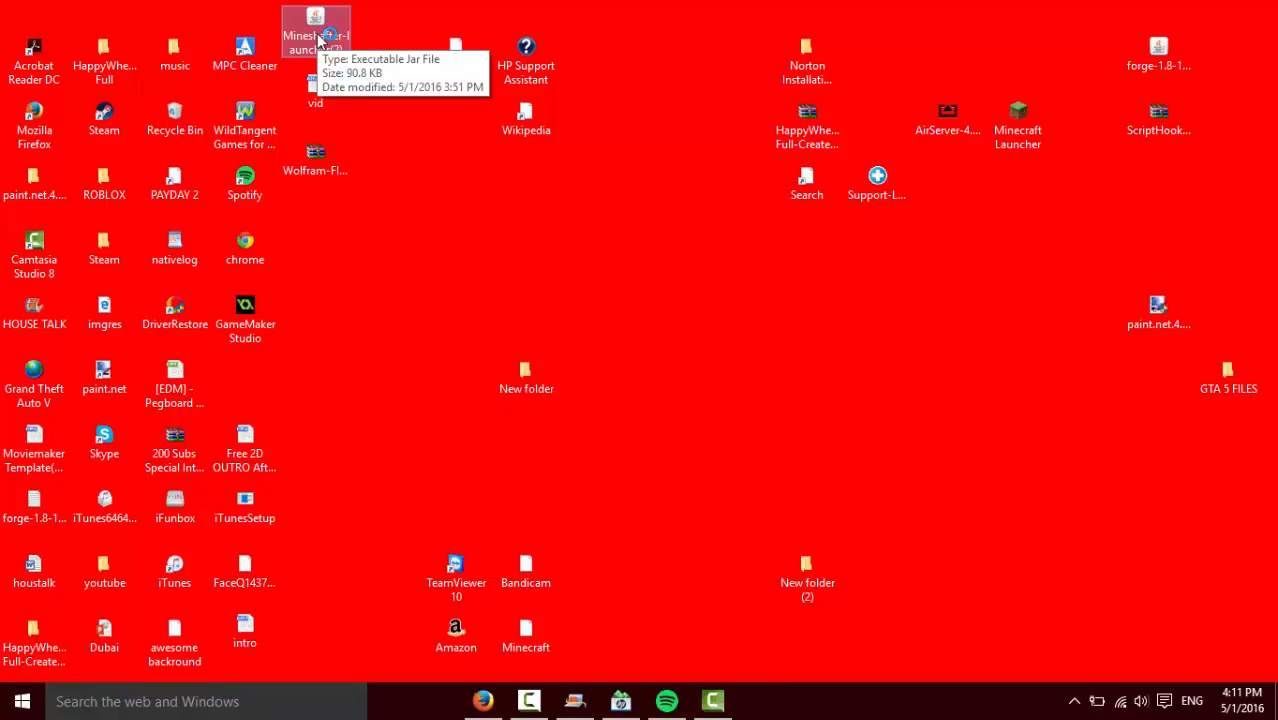 Mineshafter-l
auncher(2)
Type: Executable Jar File
Size: 90.8 KB
Date modified: 5/1/2016 3:51 PM
Acrobat
Reader DC
HappyWhe...
Full
music
MPC Cleaner
vid
HP Support
Assistant
Norton
Installati...
forge-1.8-1...
Mozilla
Firefox
Steam
Recycle Bin
WildTangent
Games for ...
Wikipedia
HappyWhe...
Full-Create...
AirServer-4....
Minecraft
Launcher
ScriptHook...
Wolfram-Fl...
paint.net.4....
ROBLOX
PAYDAY 2
Spotify
Search
Support-L...
Camtasia
Studio 8
Steam
nativelog
chrome
HOUSE TALK
imgres
DriverRestore
GameMaker
Studio
paint.net.4....
Grand Theft
Auto V
paint.net
[EDM] -
Pegboard ...
New folder
GTA 5 FILES
Moviemaker
Template(...
Skype
200 Subs
Special Int...
Free 2D
OUTRO Aft...
forge-1.8-1...
iTunes6464...
iFunbox
iTunesSetup
houstalk
youtube
iTunes
FaceQ1437...
TeamViewer
10
Bandicam
New folder
(2)
HappyWhe...
Full-Create...
Dubai
awesome
backround
intro
Amazon
Minecraft
Search the web and Windows
ENG
4:11 PM
5/1/2016